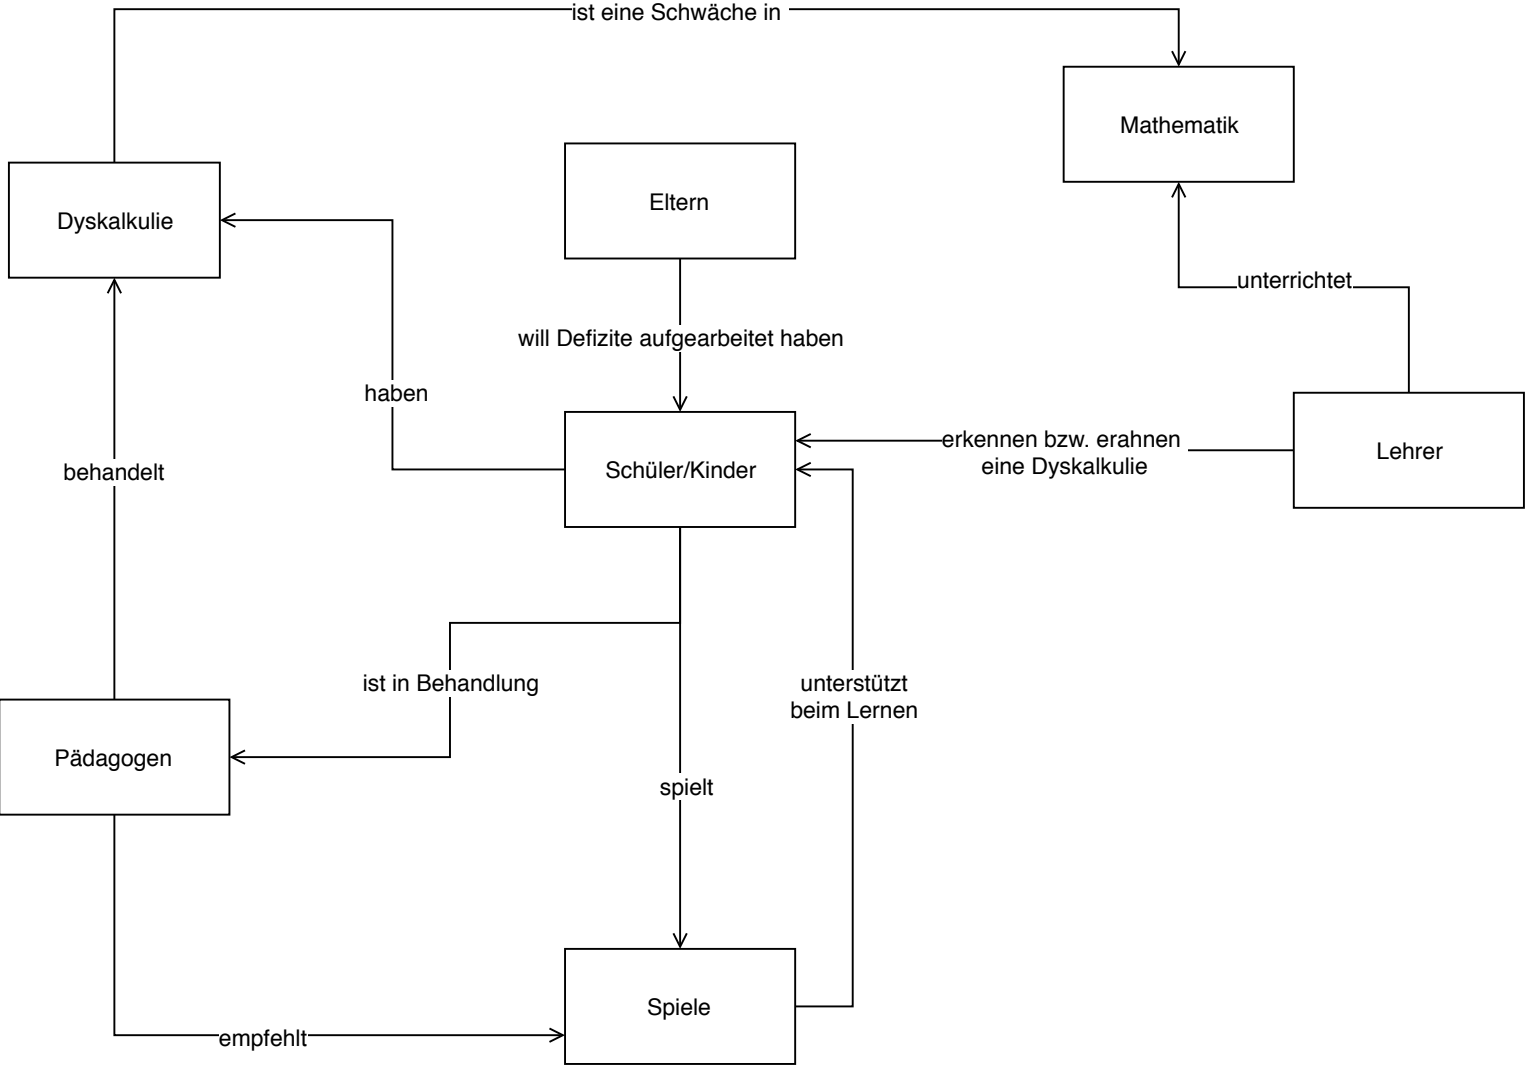 ist eine Schwäche in
Mathematik
Dyskalkulie
Eltern
unterrichtet
will Defizite aufgearbeitet haben
haben
erkennen bzw. erahnen
eine Dyskalkulie
Lehrer
Schüler/Kinder
behandelt
ist in Behandlung
unterstützt
beim Lernen
Pädagogen
spielt
Spiele
empfehlt